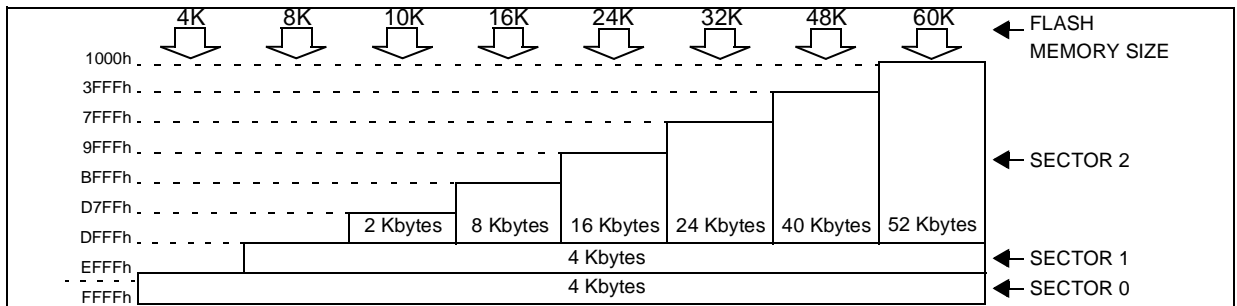 4K 8K 10K 16K 24K 32K 48K 60K
FLASH
MEMORY SIZE
1000h
3FFFh
7FFFh
9FFFh
SECTOR 2
BFFFh
D7FFh
2 Kbytes 8 Kbytes 16 Kbytes 24 Kbytes 40 Kbytes 52 Kbytes
DFFFh
4 Kbytes SECTOR 1
EFFFh
4 Kbytes SECTOR 0
FFFFh